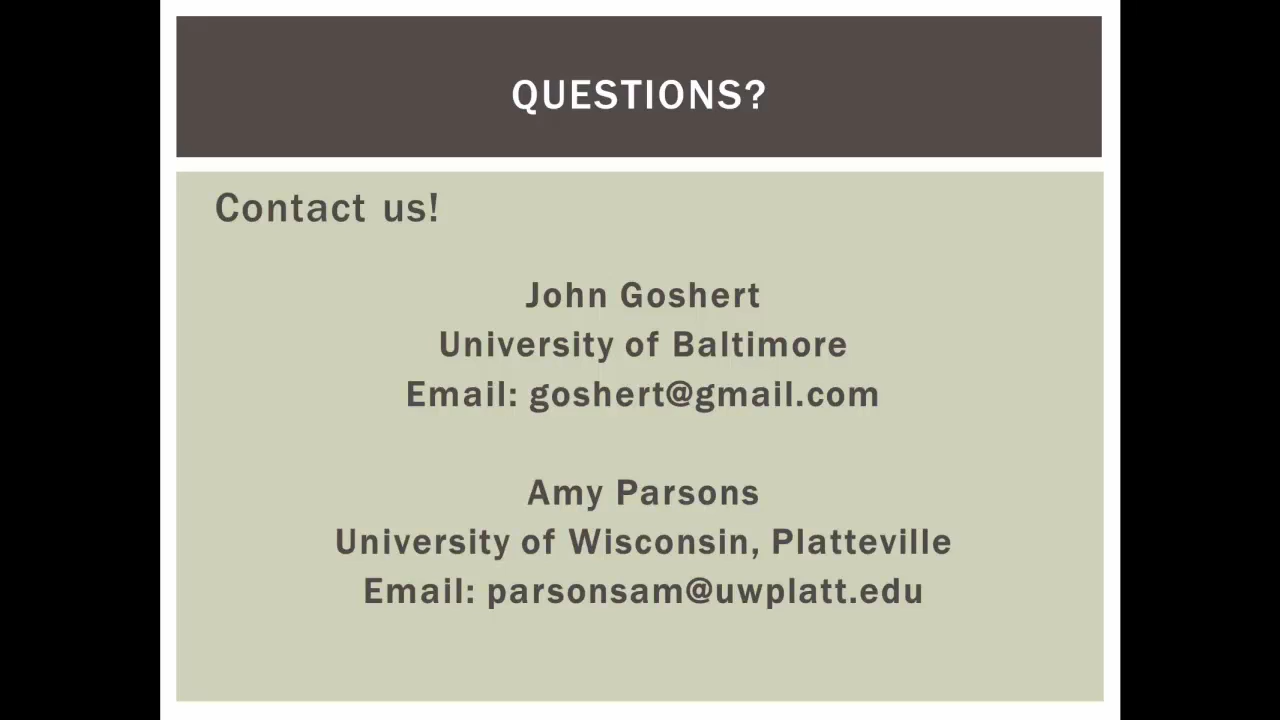 QUESTIONS?
Contact us!
John Goshert
University of Baltimore
Email: goshert@gmail.com
Amy Parsons
University of Wisconsin, Platteville
Email: parsonsam@uwplatt.edu